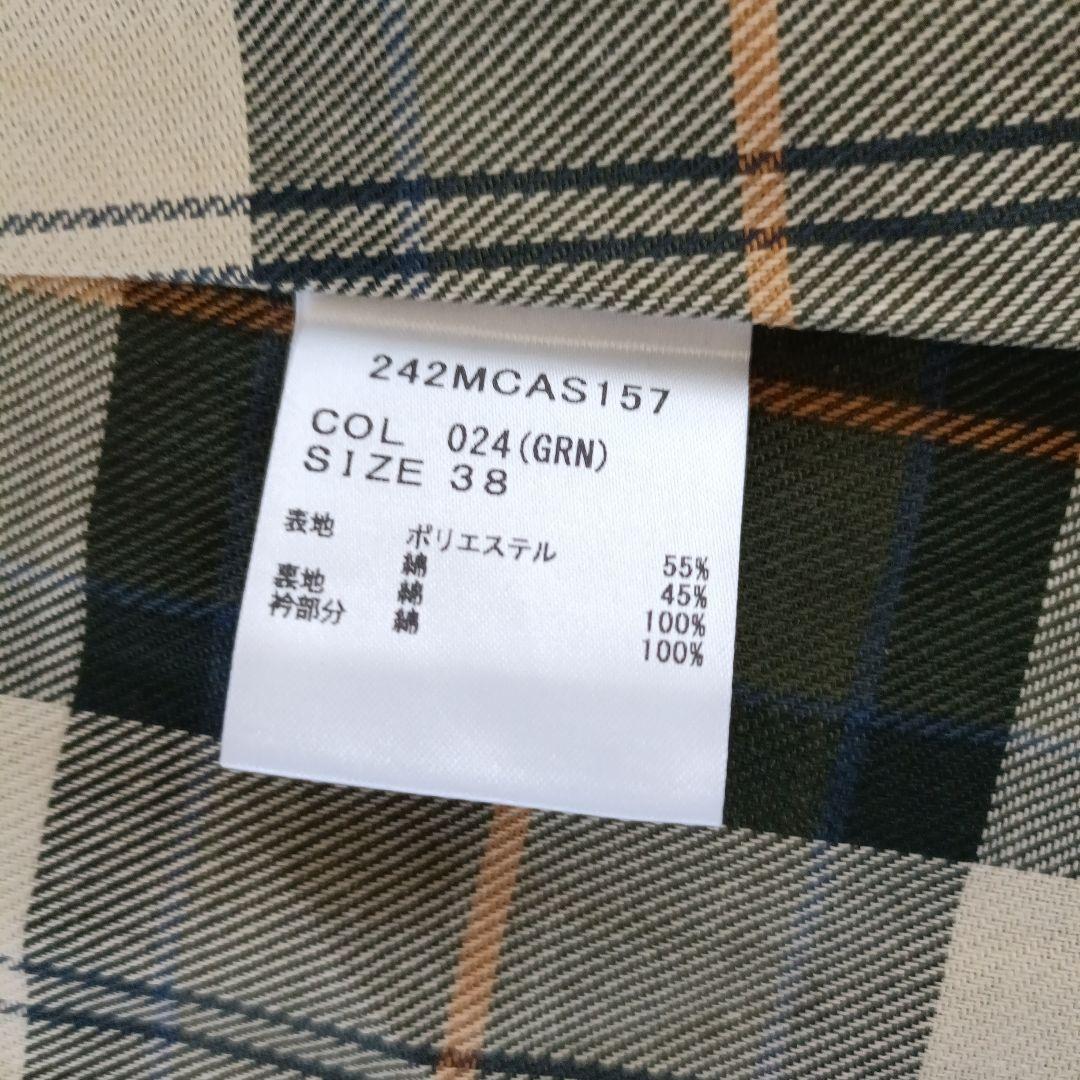 242MCAS157
COL 024(GRN)
SIZE 38
表地 ポリエステル 55%
綿 45%
裏地 綿 100%
衿部分 綿 100%